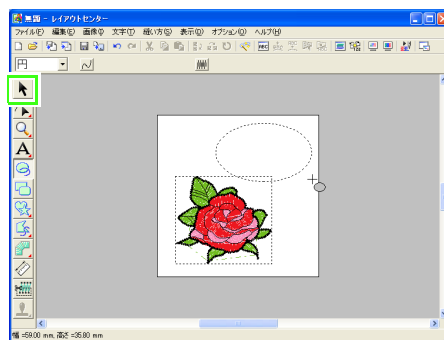 無題 - レイアウトセンター
ファイル(F) 編集(E) 画像(I) 文字(T) 縫い方(S) 表示(D) オプション(O) ヘルプ(H)
REC
円
A
幅 =59.00 mm, 高さ =35.80 mm